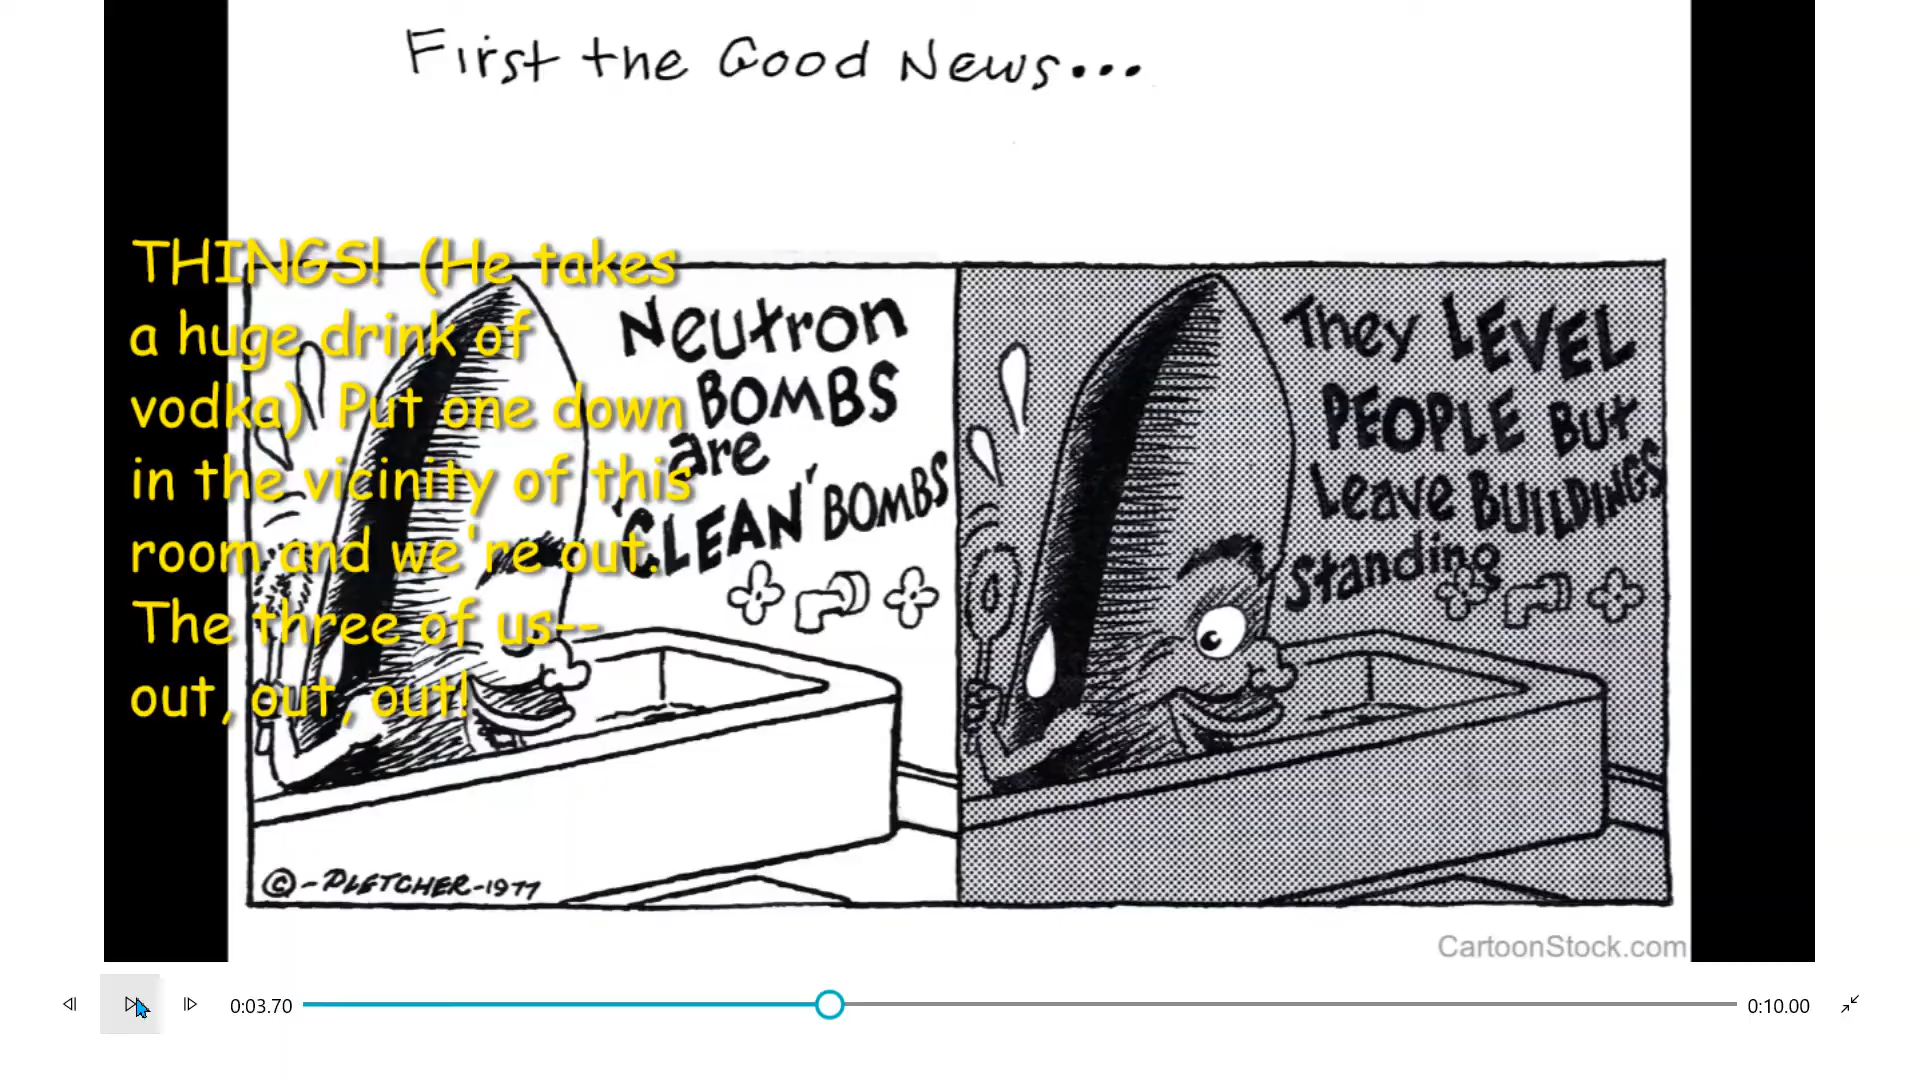 First the Good News...
THINGS! (He takes
a huge drink of
vodka) Put one down
in the vicinity of this
room and we're out.
The three of us--
out, out, out!
Neutron
BOMBS
are
'CLEAN' BOMBS
They LEVEL
PEOPLE But
Leave BUILDINGS
Standing
©-PLETCHER-1977
CartoonStock.com
0:03.70
0:10.00